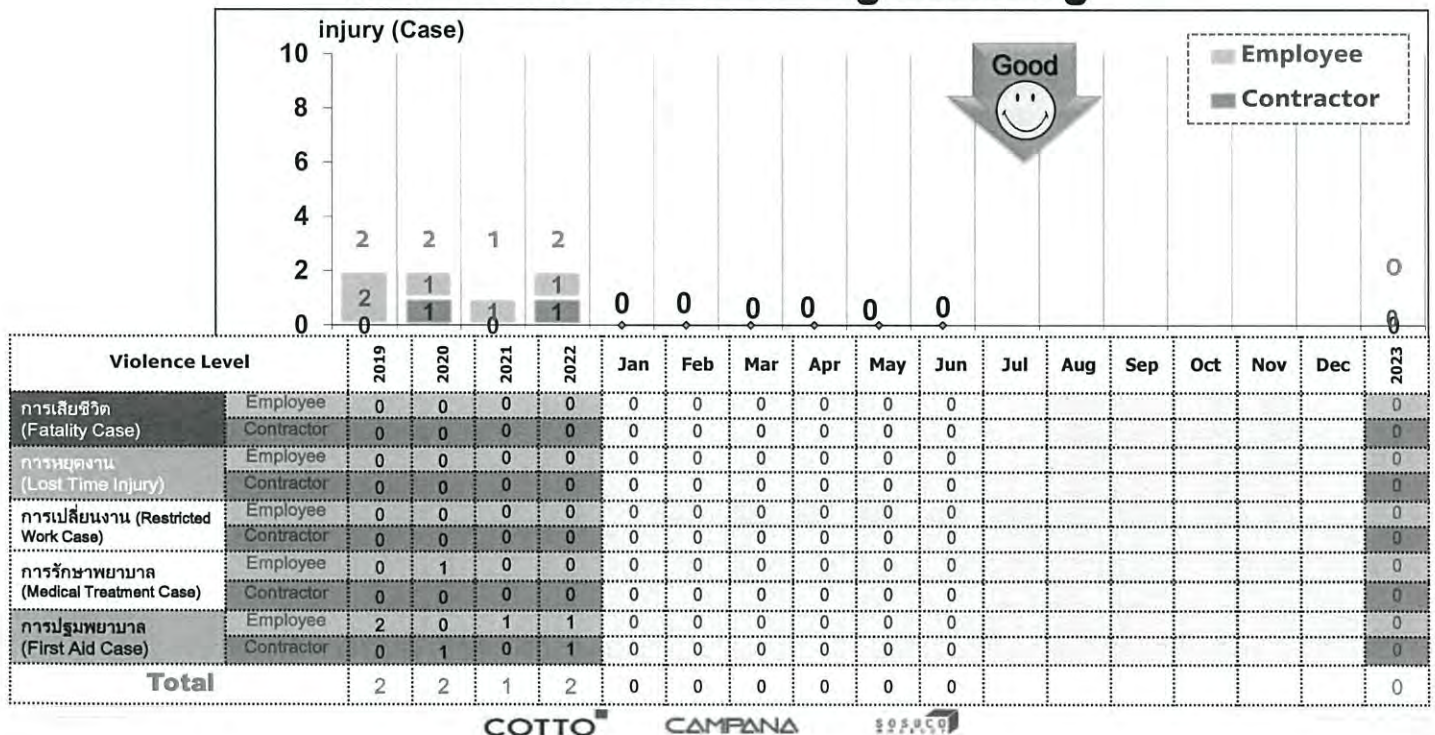 injury (Case)
10
8
6
4
2
0
Good
Employee
Contractor
2 2 1 2
2 1 1 1 1 1
0 0
0 0 0 0 0 0
0
0
0
Violence Level 2019 2020 2021 2022 Jan Feb Mar Apr May Jun Jul Aug Sep Oct Nov Dec 2023
การเสียชีวิต
(Fatality Case)
Employee 0 0 0 0 0 0 0 0 0 0 0
Contractor 0 0 0 0 0 0 0 0 0 0 0
การหยุดงาน
(Lost Time Injury)
Employee 0 0 0 0 0 0 0 0 0 0 0
Contractor 0 0 0 0 0 0 0 0 0 0 0
การเปลี่ยนงาน (Restricted
Work Case)
Employee 0 0 0 0 0 0 0 0 0 0 0
Contractor 0 0 0 0 0 0 0 0 0 0 0
การรักษาพยาบาล
(Medical Treatment Case)
Employee 0 1 0 0 0 0 0 0 0 0 0
Contractor 0 0 0 0 0 0 0 0 0 0 0
การปฐมพยาบาล
(First Aid Case)
Employee 2 0 1 1 0 0 0 0 0 0 0
Contractor 0 1 0 1 0 0 0 0 0 0 0
Total 2 2 1 2 0 0 0 0 0 0 0
COTTO CAMPANA SOSUCO